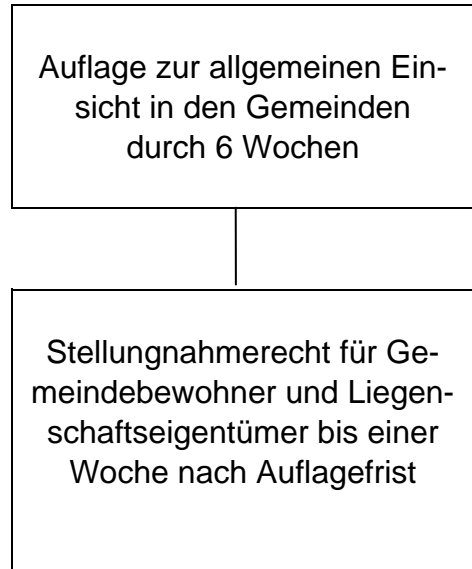 Auflage zur allgemeinen Ein-
sicht in den Gemeinden
durch 6 Wochen
Stellungnahmerecht für Ge-
meindebewohner und Liegen-
schaftseigentümer bis einer
Woche nach Auflagefrist